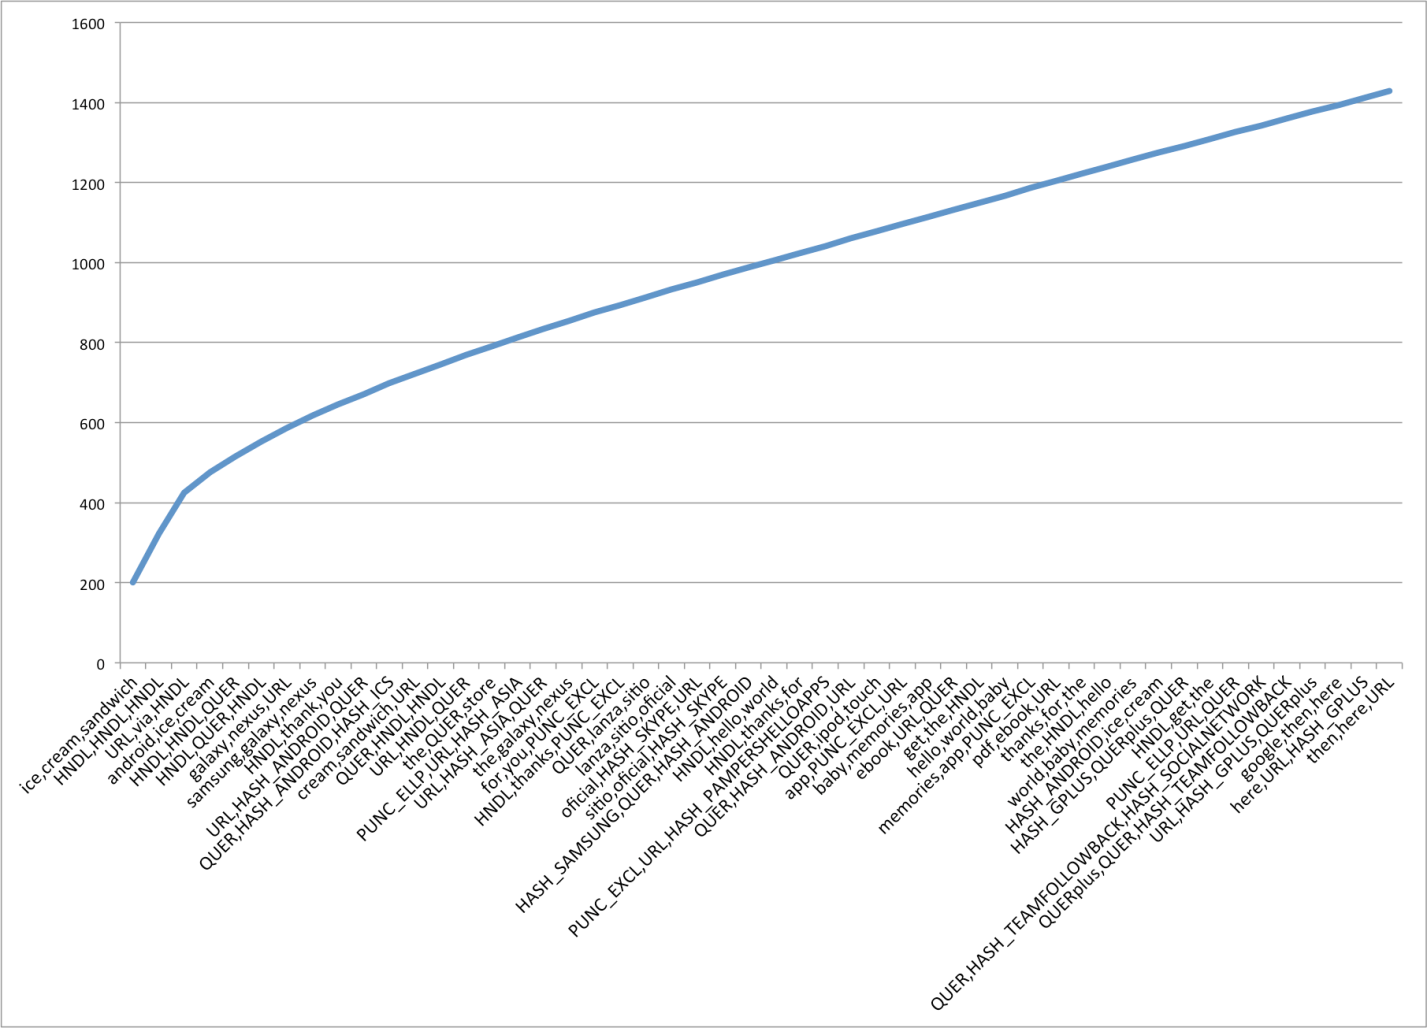 1600
1400
1200
1000
800
600
400
200
0
ice,cream,sandwich
HNDL,HNDL,HNDL
URL,via,HNDL
android,ice,cream
HNDL,HNDL,QUER
HNDL,QUER,HNDL
galaxy,nexus,URL
samsung,galaxy,nexus
HNDL,thank,you
URL,HASH_ANDROID,QUER
QUER,HASH_ANDROID,HASH_ICS
cream,sandwich,URL
QUER,HNDL,HNDL
URL,HNDL,QUER
the,QUER,store
PUNC_ELLP,URL,HASH_ASIA
URL,HASH_ASIA,QUER
the,galaxy,nexus
for,you,PUNC_EXCL
HNDL,thanks,PUNC_EXCL
QUER,lanza,sitio
lanza,sitio,oficial
oficial,HASH_SKYPE,URL
sitio,oficial,HASH_SKYPE
HASH_SAMSUNG,QUER,HASH_ANDROID
HNDL,hello,world
HNDL,thanks,for
PUNC_EXCL,URL,HASH_PAMPERSHELLOAPPS
QUER,HASH_ANDROID,URL
QUER,ipod,touch
app,PUNC_EXCL,URL
baby,memories,app
ebook,URL,QUER
get,the,HNDL
hello,world,baby
memories,app,PUNC_EXCL
pdf,ebook,URL
thanks,for,the
the,HNDL,hello
world,baby,memories
HASH_ANDROID,ice,cream
HASH_GPLUS,QUERplus,QUER
HNDL,get,the
PUNC_ELLP,URL,QUER
QUER,HASH_TEAMFOLLOWBACK,HASH_SOCIALNETWORK
QUERplus,QUER,HASH_TEAMFOLLOWBACK
URL,HASH_GPLUS,QUERplus
google,then,here
here,URL,HASH_GPLUS
then,here,URL